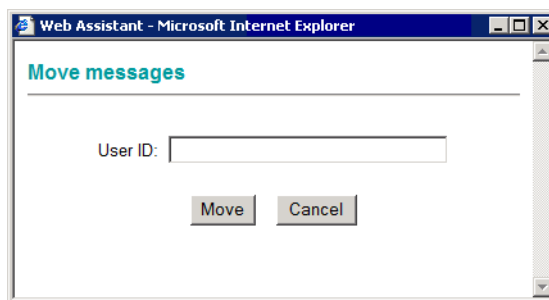 Web Assistant - Microsoft Internet Explorer
Move messages
User ID:
Move Cancel